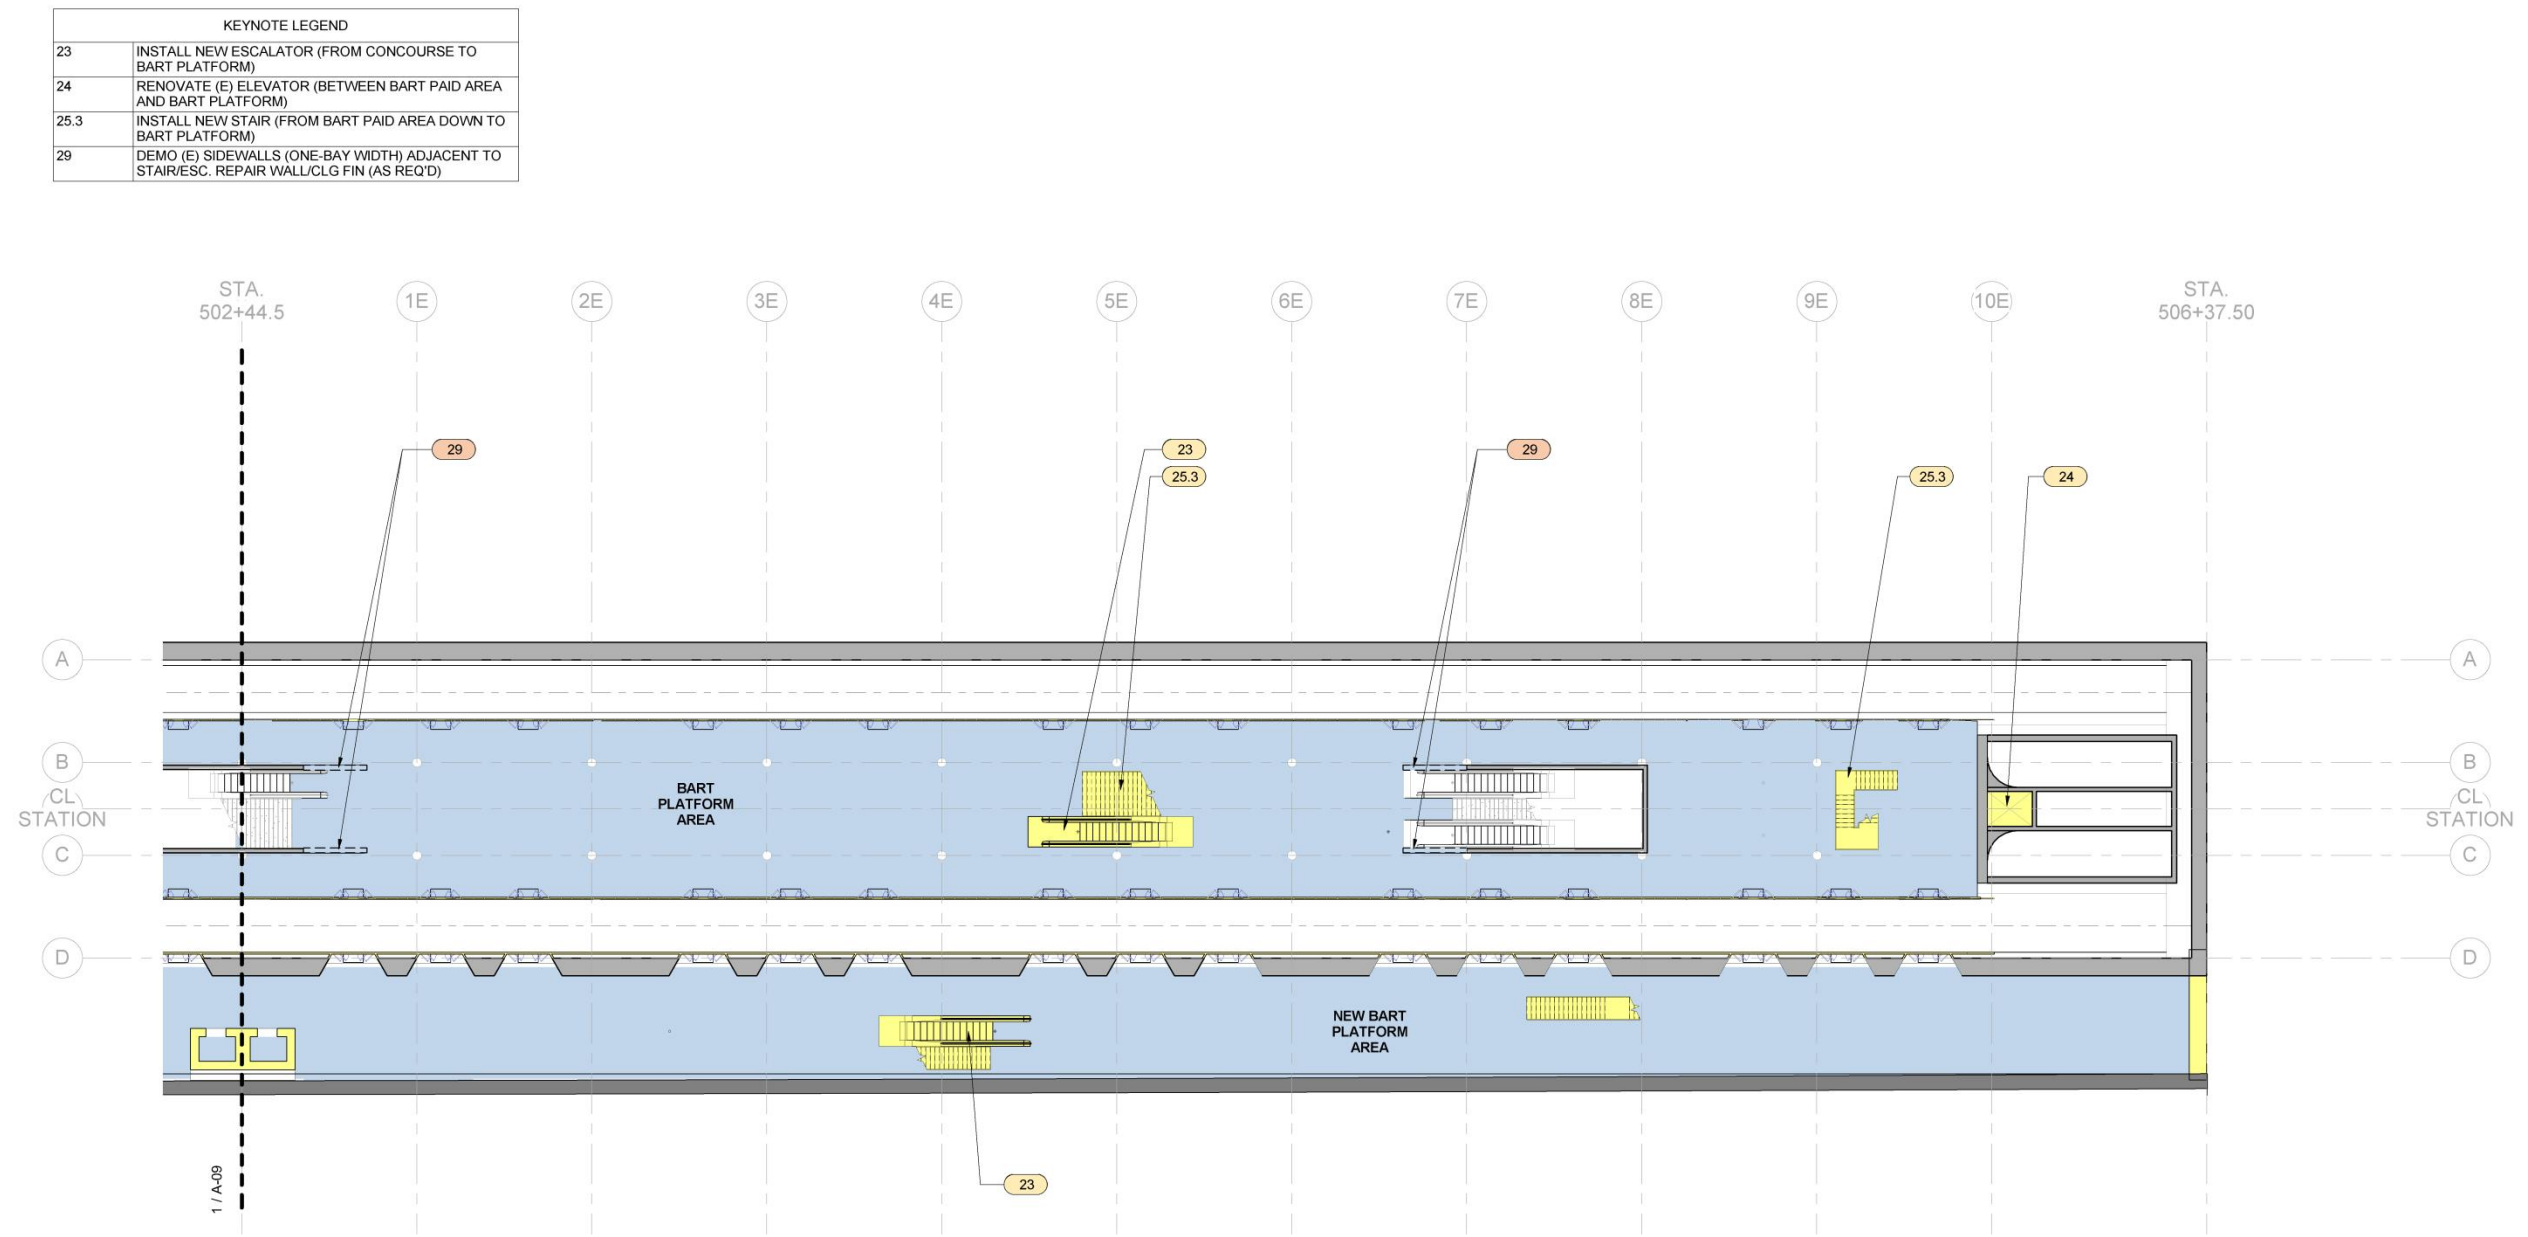 KEYNOTE LEGEND
23 INSTALL NEW ESCALATOR (FROM CONCOURSE TO
BART PLATFORM)
24 RENOVATE (E) ELEVATOR (BETWEEN BART PAID AREA
AND BART PLATFORM)
25.3 INSTALL NEW STAIR (FROM BART PAID AREA DOWN TO
BART PLATFORM)
29 DEMO (E) SIDEWALLS (ONE-BAY WIDTH) ADJACENT TO
STAIR/ESC. REPAIR WALL/CLG FIN (AS REQ'D)
STA.
502+44.5
1E
2E
3E
4E
5E
6E
7E
8E
9E
10E
STA.
506+37.50
29
23
29
25.3
25.3
24
A
A
B
B
CL
STATION
BART
PLATFORM
AREA
CL
STATION
C
C
D
D
NEW BART
PLATFORM
AREA
23
1 / A-09